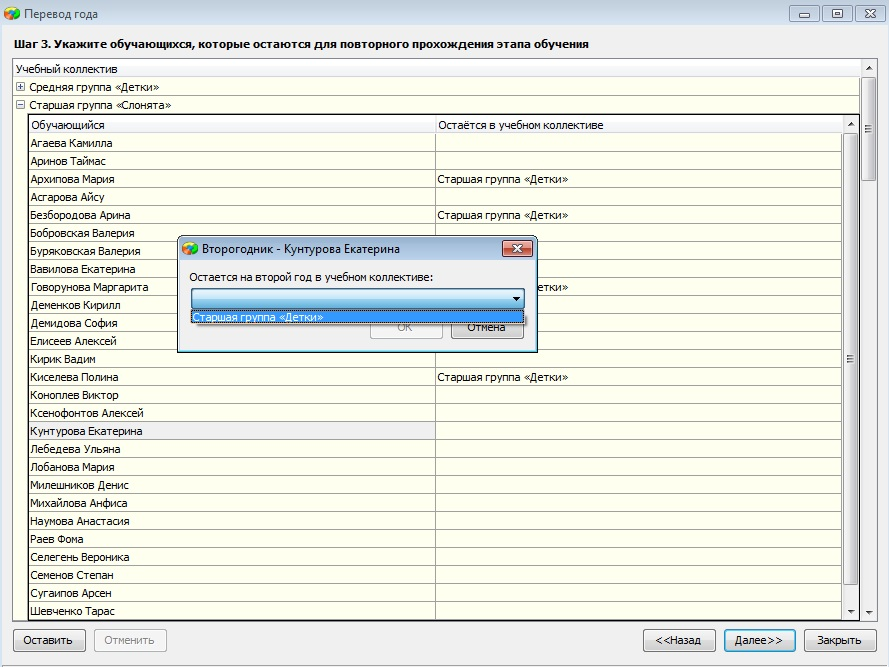 Перевод года
Шаг 3. Укажите обучающихся, которые остаются для повторного прохождения этапа обучения
Учебный коллектив
Средняя группа «Детки»
Старшая группа «Слонята»
Обучающийся Остаётся в учебном коллективе
Агаева Камилла
Аринов Таймас
Архипова Мария Старшая группа «Детки»
Асгарова Айсу
Безбородова Арина Старшая группа «Детки»
Бобровская Валерия
Буряковская Валерия
Вавилова Екатерина
Говорунова Маргарита етки»
Деменков Кирилл
Демидова София
Елисеев Алексей
Кирик Вадим
Киселева Полина Старшая группа «Детки»
Коноплев Виктор
Ксенофонтов Алексей
Кунтурова Екатерина
Лебедева Ульяна
Лобанова Мария
Милешников Денис
Михайлова Анфиса
Наумова Анастасия
Раев Фома
Селегень Вероника
Семенов Степан
Сугаипов Арсен
Шевченко Тарас
Второгодник - Кунтурова Екатерина
Остается на второй год в учебном коллективе:
Старшая группа «Детки»
ОК Отмена
Оставить Отменить <<Назад Далее>> Закрыть